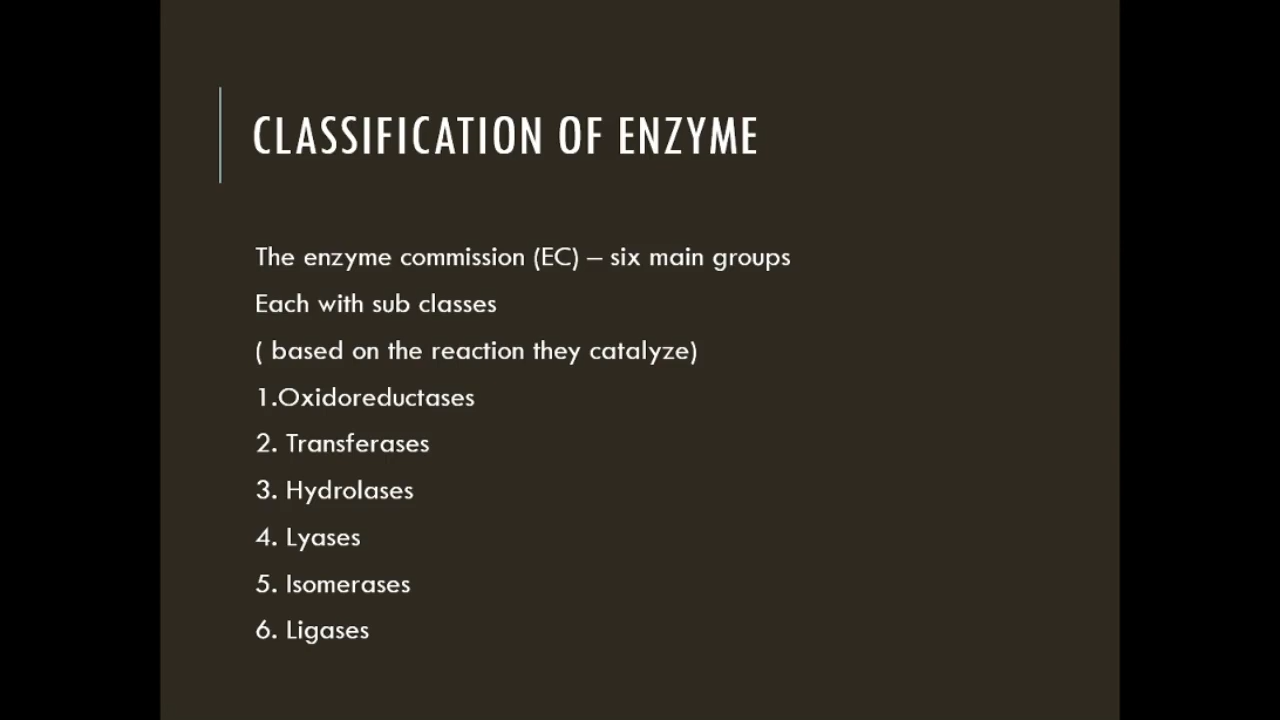 CLASSIFICATION OF ENZYME
The enzyme commission (EC) – six main groups
Each with sub classes
( based on the reaction they catalyze)
1.Oxidoreductases
2. Transferases
3. Hydrolases
4. Lyases
5. Isomerases
6. Ligases